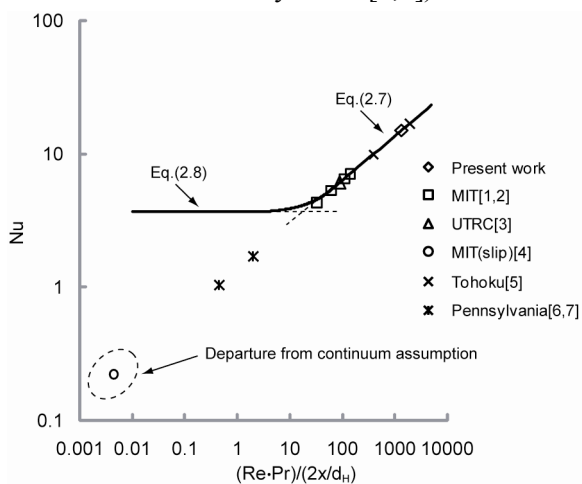 100
10
1
0.1
Nu
Eq.(2.7)
Eq.(2.8)
Present work
MIT[1,2]
UTRC[3]
MIT(slip)[4]
Tohoku[5]
Pennsylvania[6,7]
Departure from continuum assumption
0.001 0.01 0.1 1 10 100 1000 10000
(Re·Pr)/(2x/dH)